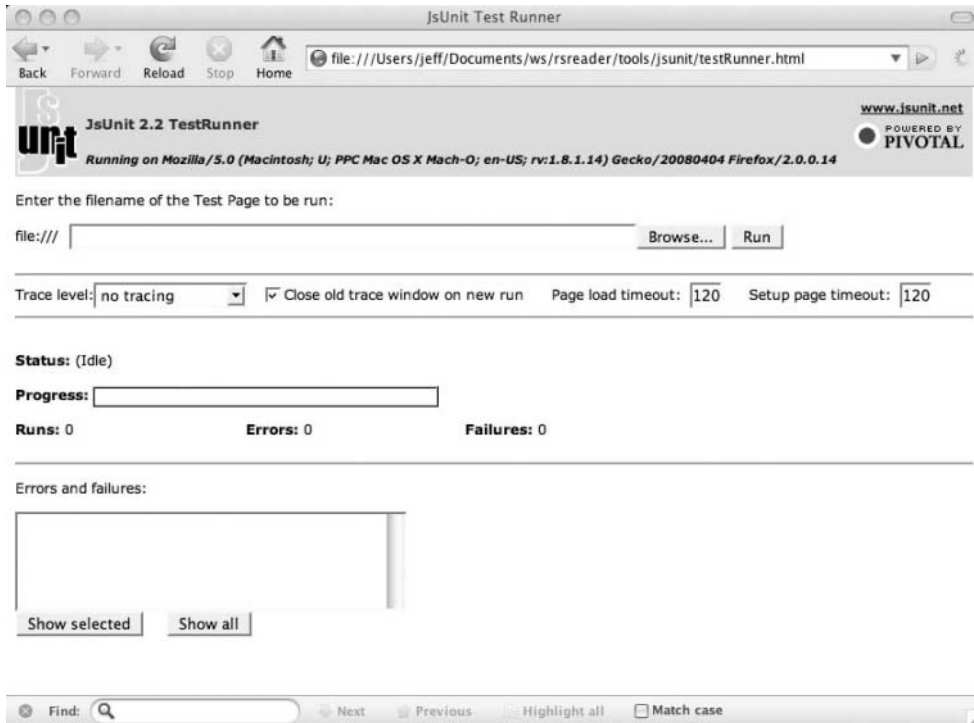 JsUnit Test Runner
Back Forward Reload Stop Home file:///Users/jeff/Documents/ws/rsreader/tools/jsunit/testRunner.html
JS unit
JsUnit 2.2 TestRunner
www.jsunit.net
POWERED BY
PIVOTAL
Running on Mozilla/5.0 (Macintosh; U; PPC Mac OS X Mach-O; en-US; rv:1.8.1.14) Gecko/20080404 Firefox/2.0.0.14
Enter the filename of the Test Page to be run:
file:/// Browse... Run
Trace level: no tracing Close old trace window on new run Page load timeout: 120 Setup page timeout: 120
Status: (Idle)
Progress:
Runs: 0 Errors: 0 Failures: 0
Errors and failures:
Show selected Show all
Find: Next Previous Highlight all Match case